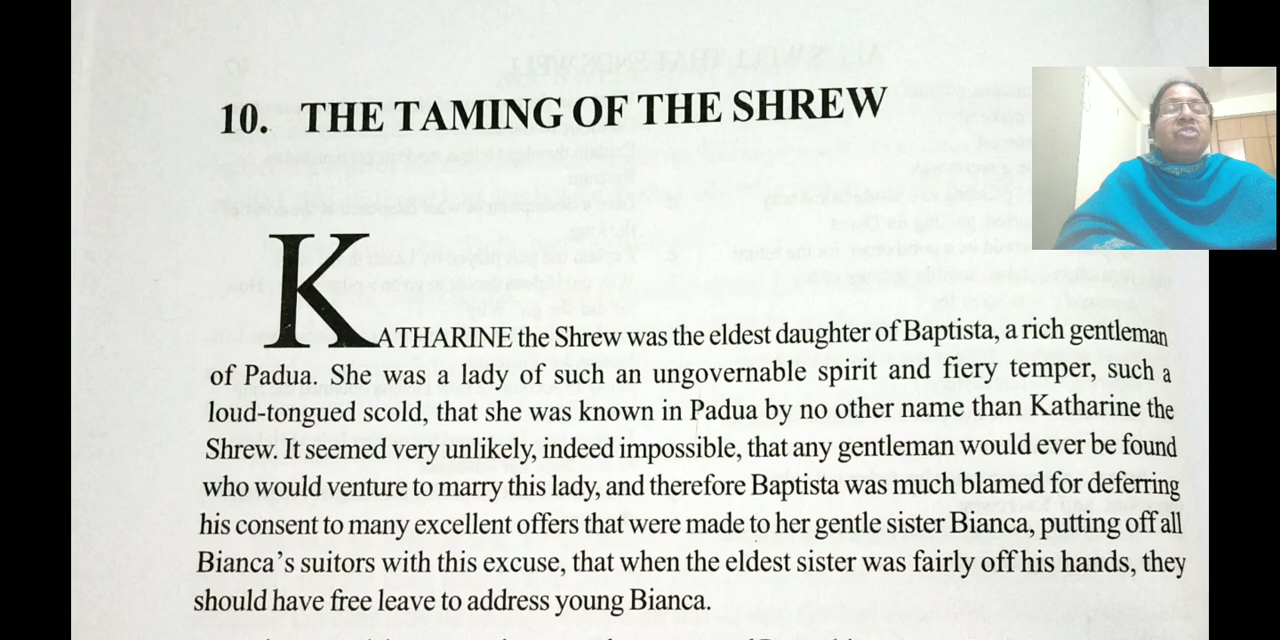 10. THE TAMING OF THE SHREW
KATHARINE the Shrew was the eldest daughter of Baptista, a rich gentleman
of Padua. She was a lady of such an ungovernable spirit and fiery temper, such a
loud-tongued scold, that she was known in Padua by no other name than Katharine the
Shrew. It seemed very unlikely, indeed impossible, that any gentleman would ever be found
who would venture to marry this lady, and therefore Baptista was much blamed for deferring
his consent to many excellent offers that were made to her gentle sister Bianca, putting off all
Bianca's suitors with this excuse, that when the eldest sister was fairly off his hands, they
should have free leave to address young Bianca.